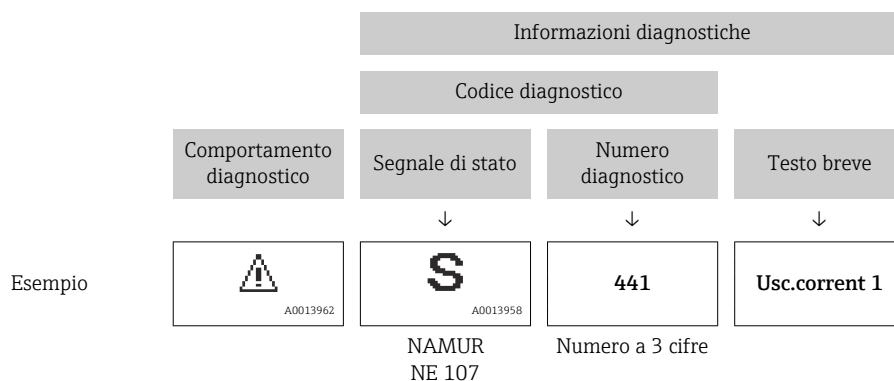 Informazioni diagnostiche
Codice diagnostico
Comportamento
diagnostico
Segnale di stato
Numero
diagnostico
Testo breve
↓ ↓ ↓
Esempio
A0013962
S
A0013958
441
Usc.corrent 1
NAMUR
NE 107
Numero a 3 cifre